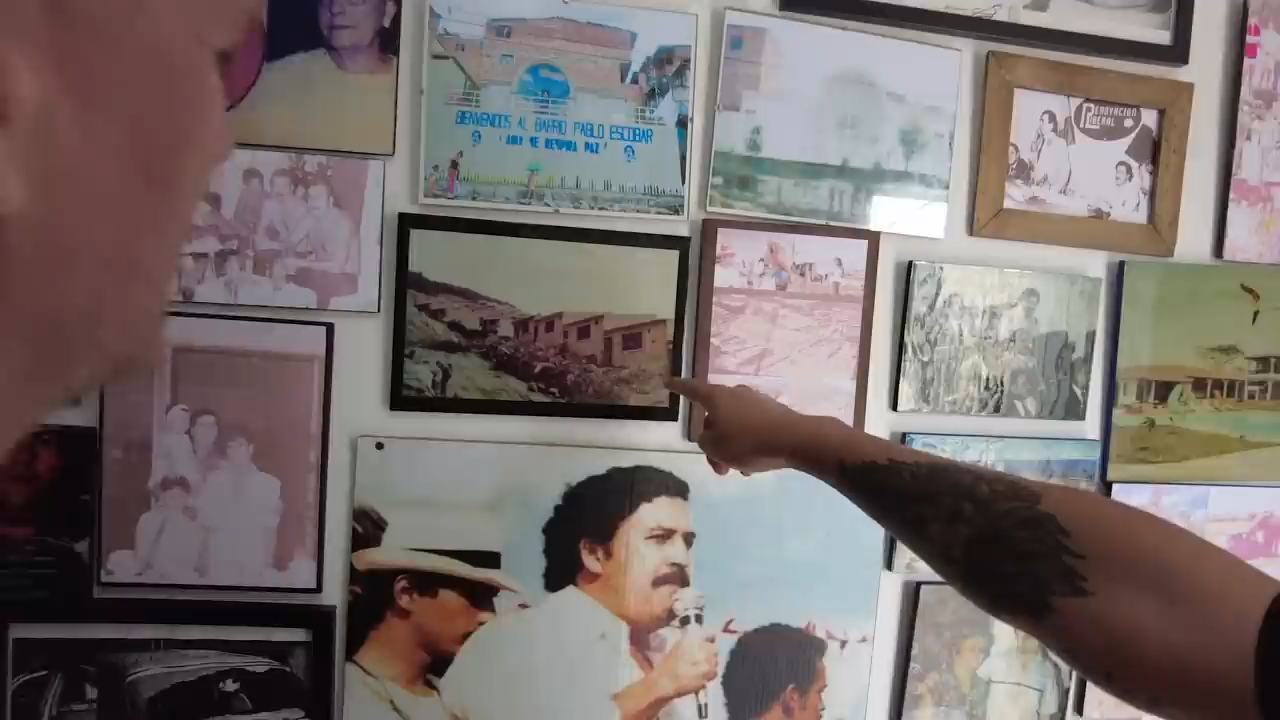 BIENVENIDOS AL BARRIO PABLO ESCOBAR
¡AQUI SE RESPIRA PAZ!
RENOVACION
LIBERAL